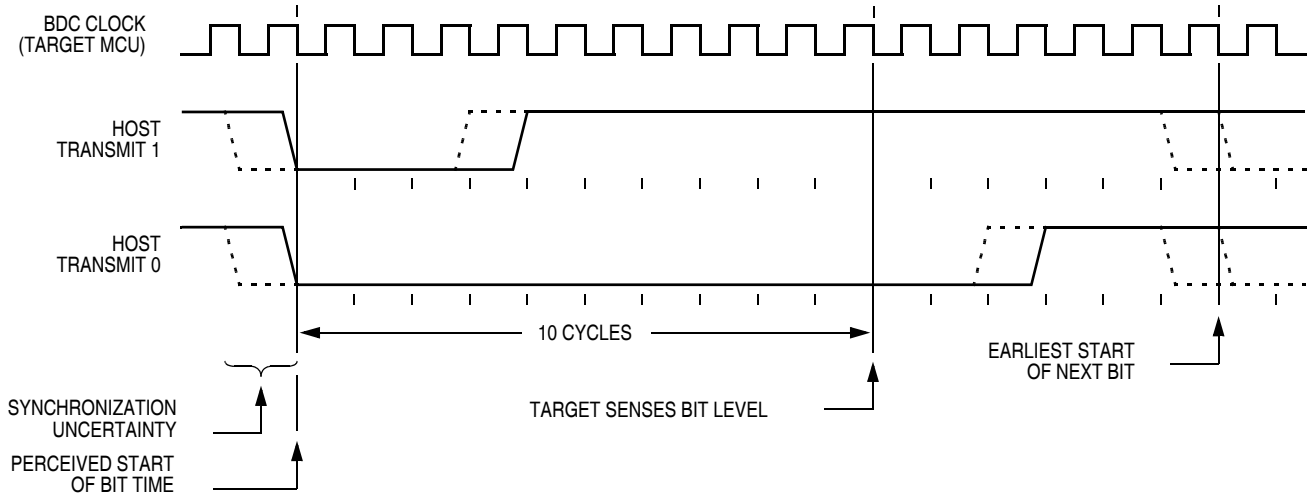 BDC CLOCK
(TARGET MCU)
HOST
TRANSMIT 1
HOST
TRANSMIT 0
10 CYCLES
EARLIEST START
OF NEXT BIT
SYNCHRONIZATION
UNCERTAINTY
TARGET SENSES BIT LEVEL
PERCEIVED START
OF BIT TIME